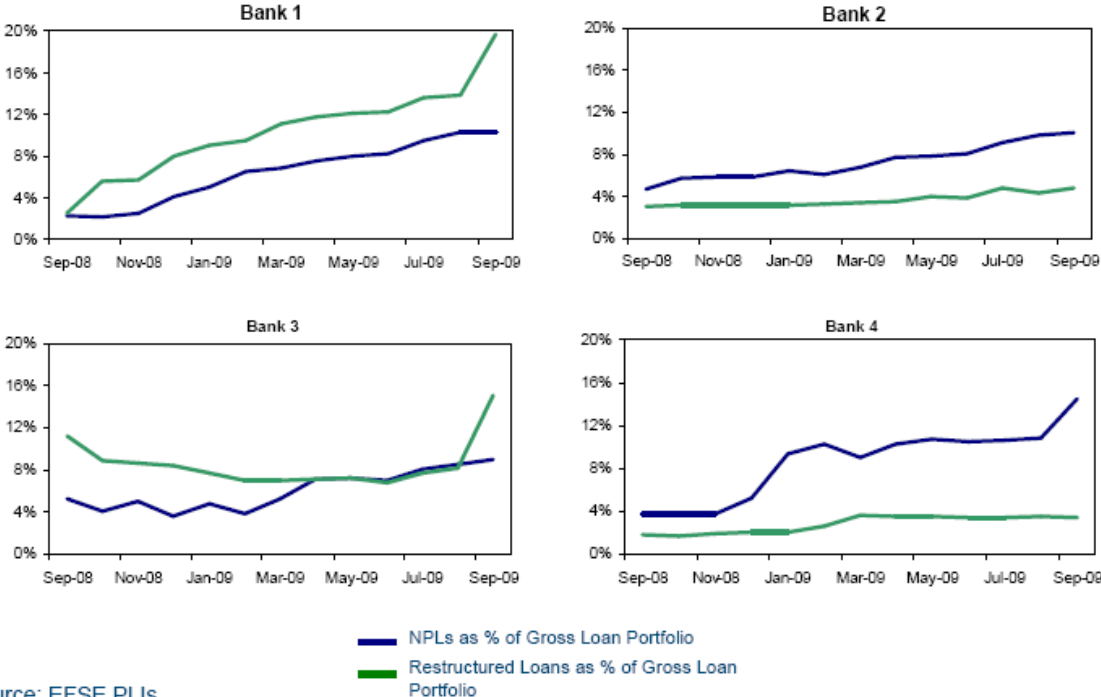 Bank 1
20%
16%
12%
8%
4%
0%
Sep-08 Nov-08 Jan-09 Mar-09 May-09 Jul-09 Sep-09
Bank 2
20%
16%
12%
8%
4%
0%
Sep-08 Nov-08 Jan-09 Mar-09 May-09 Jul-09 Sep-09
Bank 3
20%
16%
12%
8%
4%
0%
Sep-08 Nov-08 Jan-09 Mar-09 May-09 Jul-09 Sep-09
Bank 4
20%
16%
12%
8%
4%
0%
Sep-08 Nov-08 Jan-09 Mar-09 May-09 Jul-09 Sep-09
NPLs as % of Gross Loan Portfolio
Restructured Loans as % of Gross Loan
Portfolio
urce: EFSE PLIs